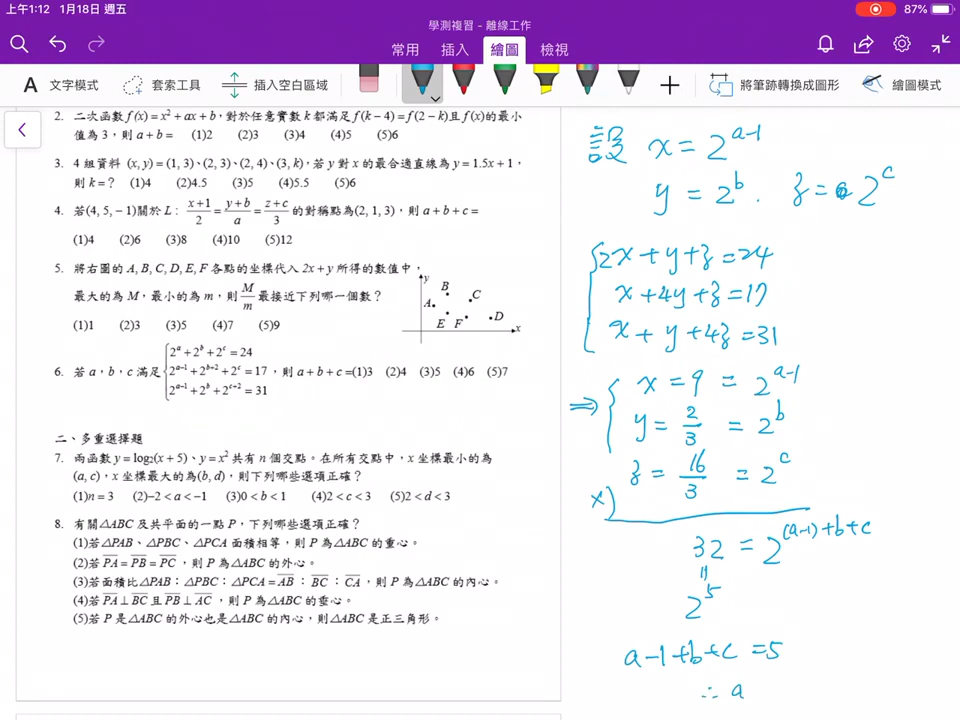 上午1:12 1月18日 週五
87%
學測複習 - 離線工作
常用 插入 繪圖 檢視
A 文字模式 套索工具 插入空白區域 將筆跡轉換成圖形 繪圖模式
2. 二次函數 f(x) = x² + ax + b，對於任意實數 k 都滿足 f(k − 4) = f(2 − k)且 f(x)的最小
值為 3，則 a + b = (1)2 (2)3 (3)4 (4)5 (5)6
3. 4 組資料 (x, y) = (1, 3)、(2, 3)、(2, 4)、(3, k)，若 y 對 x 的最合適直線為 y = 1.5x + 1，
則 k = ? (1)4 (2)4.5 (3)5 (4)5.5 (5)6
4. 若(4, 5, − 1)關於 L : (x+1)/2 = (y+b)/a = (z+c)/3 的對稱點為(2, 1, 3)，則 a + b + c =
(1)4 (2)6 (3)8 (4)10 (5)12
5. 將右圖的 A, B, C, D, E, F 各點的坐標代入 2x + y 所得的數值中，
最大的為 M，最小的為 m，則 M/m 最接近下列哪一個數？
(1)1 (2)3 (3)5 (4)7 (5)9
y
B
A C
E F D
x
6. 若 a，b，c 滿足 { 2^a + 2^b + 2^c = 24
2^(a−1) + 2^(b+2) + 2^c = 17 ，則 a + b + c = (1)3 (2)4 (3)5 (4)6 (5)7
2^(a−1) + 2^b + 2^(c+2) = 31
二、多重選擇題
7. 兩函數 y = log₂(x + 5)、y = x² 共有 n 個交點。在所有交點中，x 坐標最小的為
(a, c)，x 坐標最大的為(b, d)，則下列哪些選項正確？
(1)n = 3 (2)−2 < a < −1 (3)0 < b < 1 (4)2 < c < 3 (5)2 < d < 3
8. 有關△ABC 及共平面的一點 P，下列哪些選項正確？
(1)若△PAB、△PBC、△PCA 面積相等，則 P 為△ABC 的重心。
(2)若 PA = PB = PC，則 P 為△ABC 的外心。
(3)若面積比△PAB：△PBC：△PCA = AB：BC：CA，則 P 為△ABC 的內心。
(4)若 PA ⊥ BC 且 PB ⊥ AC，則 P 為△ABC 的垂心。
(5)若 P 是△ABC 的外心也是△ABC 的內心，則△ABC 是正三角形。
設 x = 2^(a-1)
y = 2^b . z = 2^c
{ 2x + y + z = 24
x + 4y + z = 17
x + y + 4z = 31
⇒ { x = 9 = 2^(a-1)
y = 2/3 = 2^b
z = 16/3 = 2^c
x)
32 = 2^((a-1)+b+c)
=
2^5
a-1+b+c = 5
∴ a